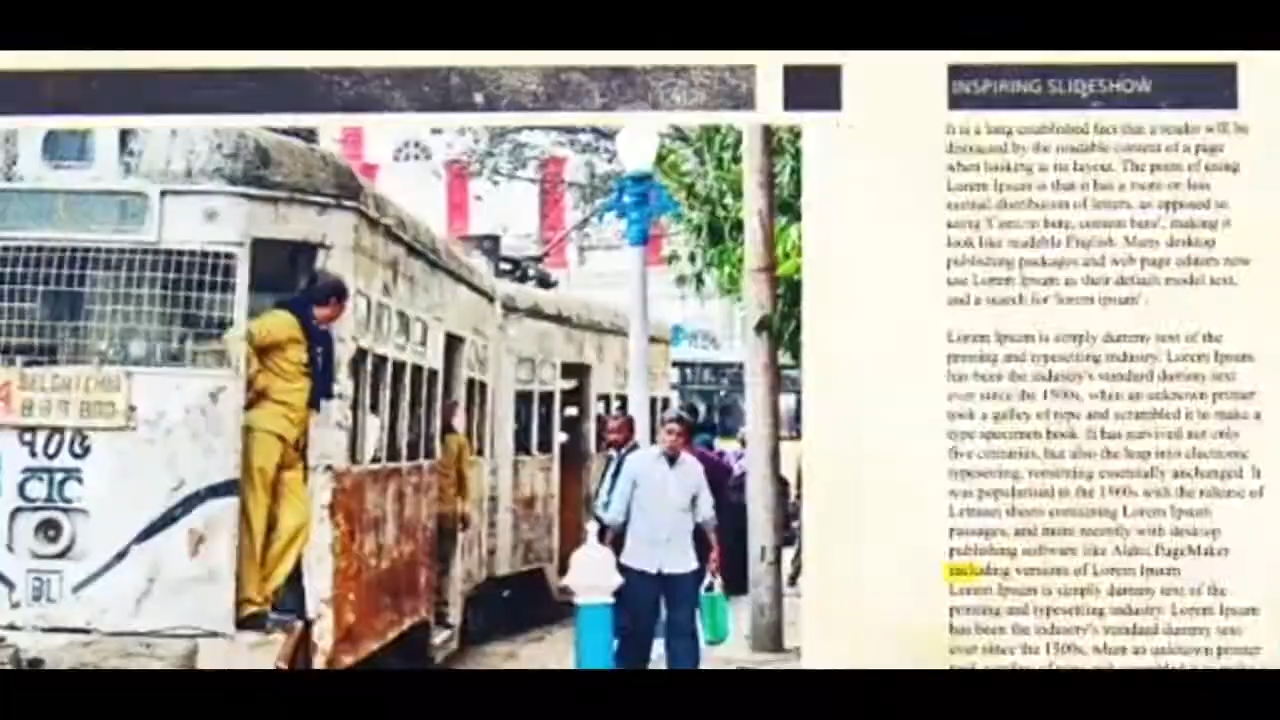 INSPIRING SLIDESHOW
It is a long established fact that a reader will be
distracted by the readable content of a page
when looking at its layout. The point of using
Lorem Ipsum is that it has a more-or-less
normal distribution of letters, as opposed to
using 'Content here, content here', making it
look like readable English. Many desktop
publishing packages and web page editors now
use Lorem Ipsum as their default model text,
and a search for 'lorem ipsum' .
Lorem Ipsum is simply dummy text of the
printing and typesetting industry. Lorem Ipsum
has been the industry's standard dummy text
ever since the 1500s, when an unknown printer
took a galley of type and scrambled it to make a
type specimen book. It has survived not only
five centuries, but also the leap into electronic
typesetting, remaining essentially unchanged. It
was popularised in the 1960s with the release of
Letraset sheets containing Lorem Ipsum
passages, and more recently with desktop
publishing software like Aldus PageMaker
including versions of Lorem Ipsum
Lorem Ipsum is simply dummy text of the
printing and typesetting industry. Lorem Ipsum
has been the industry's standard dummy text
ever since the 1500s, when an unknown printer
৭০৫
CTC
BL